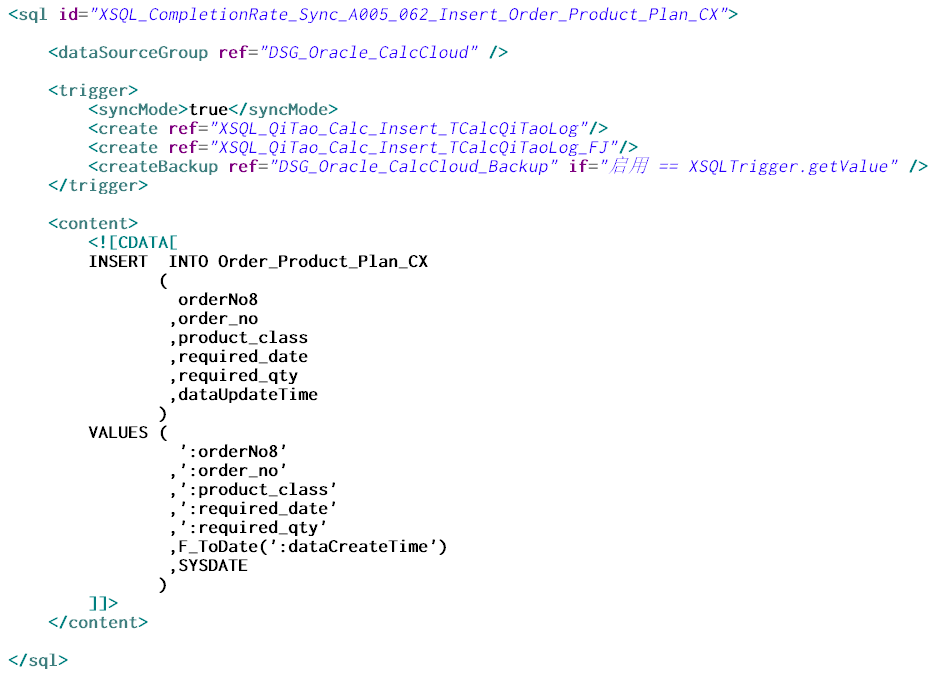 <sql id="XSQL_CompletionRate_Sync_A005_062_Insert_Order_Product_Plan_CX">
<dataSourceGroup ref="DSG_Oracle_CalcCloud" />
<trigger>
<syncMode>true</syncMode>
<create ref="XSQL_QiTao_Calc_Insert_TCalcQiTaoLog"/>
<create ref="XSQL_QiTao_Calc_Insert_TCalcQiTaoLog_FJ"/>
<createBackup ref="DSG_Oracle_CalcCloud_Backup" if="启用 == XSQLTrigger.getValue" />
</trigger>
<content>
<![CDATA[
INSERT  INTO Order_Product_Plan_CX
(
orderNo8
,order_no
,product_class
,required_date
,required_qty
,dataUpdateTime
)
VALUES (
':orderNo8'
,':order_no'
,':product_class'
,':required_date'
,':required_qty'
,F_ToDate(':dataCreateTime')
,SYSDATE
)
]]>
</content>
</sql>